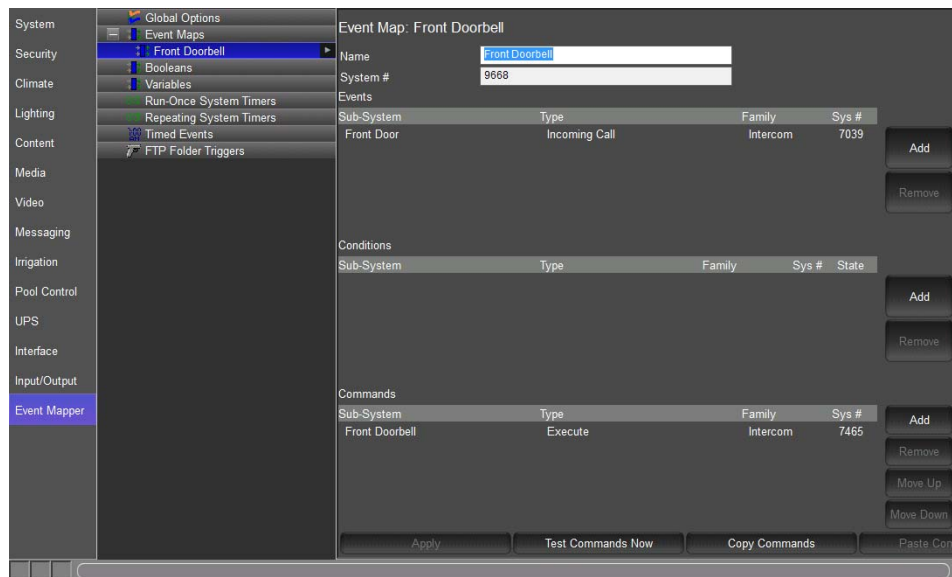 System
Security
Climate
Lighting
Content
Media
Video
Messaging
Irrigation
Pool Control
UPS
Interface
Input/Output
Event Mapper
Global Options
Event Maps
Front Doorbell
Booleans
Variables
Run-Once System Timers
Repeating System Timers
Timed Events
FTP Folder Triggers
Event Map: Front Doorbell
Name Front Doorbell
System # 9668
Events
Sub-System Type Family Sys #
Front Door Incoming Call Intercom 7039
Add
Remove
Conditions
Sub-System Type Family Sys # State
Add
Remove
Commands
Sub-System Type Family Sys #
Front Doorbell Execute Intercom 7465
Add
Remove
Move Up
Move Down
Apply Test Commands Now Copy Commands Paste Con